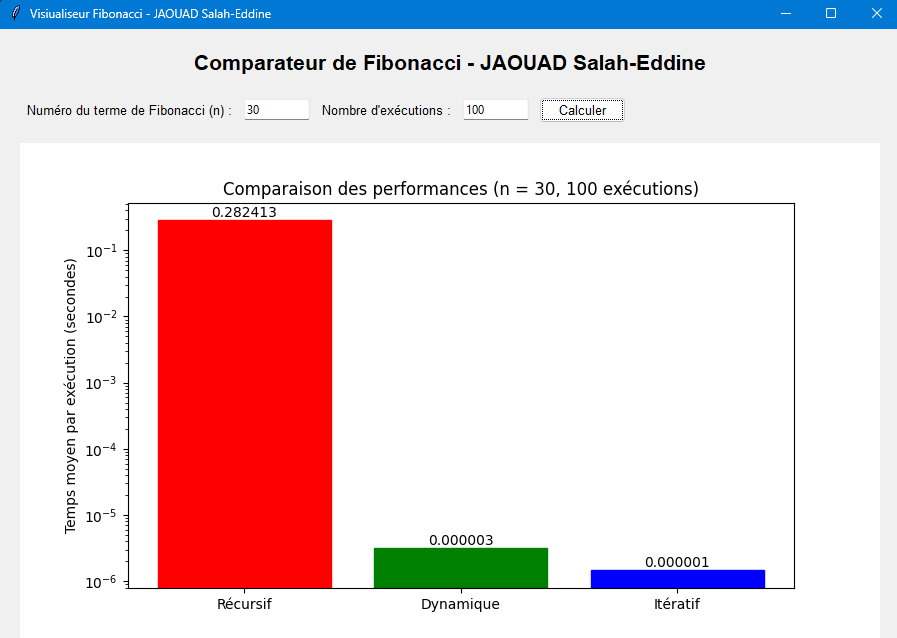 Visiualiseur Fibonacci - JAOUAD Salah-Eddine
Comparateur de Fibonacci - JAOUAD Salah-Eddine
Numéro du terme de Fibonacci (n) : 30 Nombre d'exécutions : 100 Calculer
Comparaison des performances (n = 30, 100 exécutions)
Temps moyen par exécution (secondes)
10⁻¹
10⁻²
10⁻³
10⁻⁴
10⁻⁵
10⁻⁶
0.282413
0.000003
0.000001
Récursif Dynamique Itératif